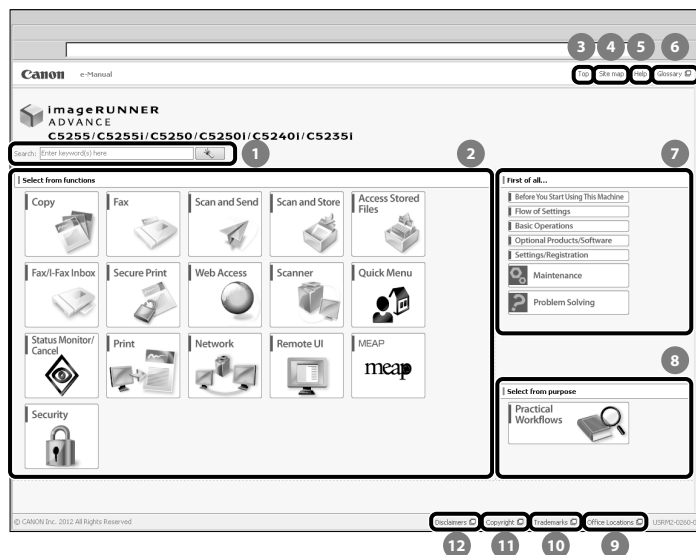 3 4 5 6
Canon e-Manual
Top Site map Help Glossary
imageRUNNER
ADVANCE
C5255/C5255i/C5250/C5250i/C5240i/C5235i
Search: Enter keyword(s) here
1
2
Select from functions
Copy
Fax
Scan and Send
Scan and Store
Access Stored
Files
Fax/I-Fax Inbox
Secure Print
Web Access
Scanner
Quick Menu
Status Monitor/
Cancel
Print
Network
Remote UI
MEAP
meap
Security
7
First of all...
Before You Start Using This Machine
Flow of Settings
Basic Operations
Optional Products/Software
Settings/Registration
Maintenance
Problem Solving
8
Select from purpose
Practical
Workflows
© CANON Inc. 2012 All Rights Reserved
Disclaimers Copyright Trademarks Office Locations
12 11 10 9